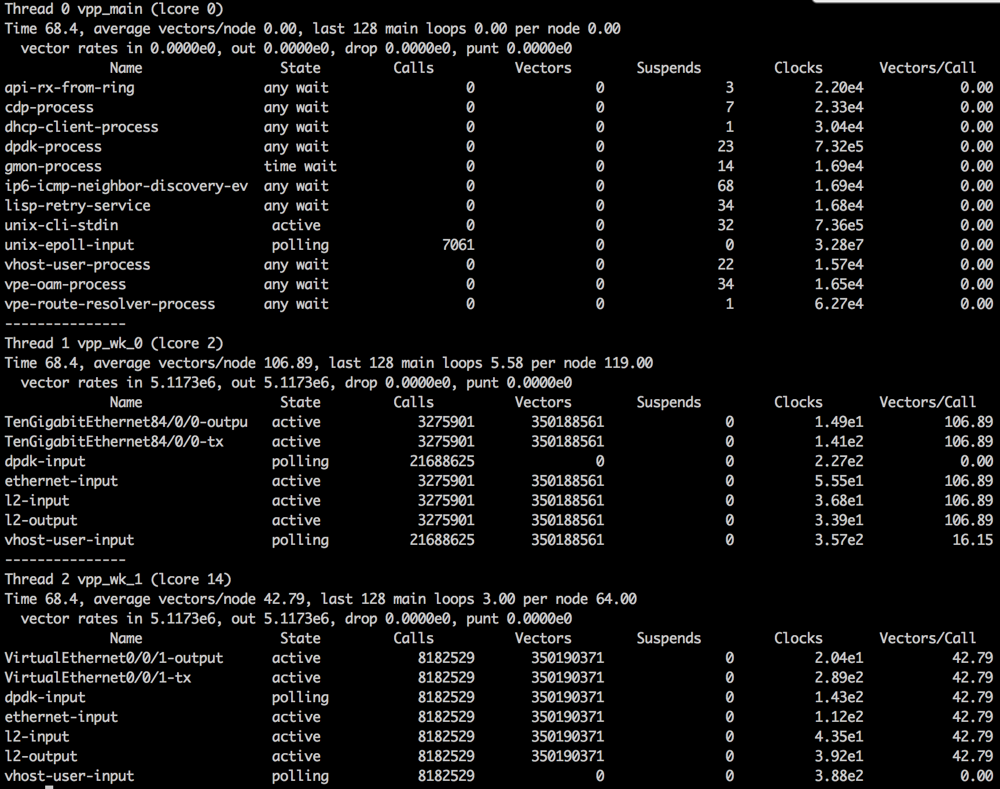 Thread 0 vpp_main (lcore 0)
Time 68.4, average vectors/node 0.00, last 128 main loops 0.00 per node 0.00
  vector rates in 0.0000e0, out 0.0000e0, drop 0.0000e0, punt 0.0000e0
Name State Calls Vectors Suspends Clocks Vectors/Call
api-rx-from-ring any wait 0 0 3 2.20e4 0.00
cdp-process any wait 0 0 7 2.33e4 0.00
dhcp-client-process any wait 0 0 1 3.04e4 0.00
dpdk-process any wait 0 0 23 7.32e5 0.00
gmon-process time wait 0 0 14 1.69e4 0.00
ip6-icmp-neighbor-discovery-ev any wait 0 0 68 1.69e4 0.00
lisp-retry-service any wait 0 0 34 1.68e4 0.00
unix-cli-stdin active 0 0 32 7.36e5 0.00
unix-epoll-input polling 7061 0 0 3.28e7 0.00
vhost-user-process any wait 0 0 22 1.57e4 0.00
vpe-oam-process any wait 0 0 34 1.65e4 0.00
vpe-route-resolver-process any wait 0 0 1 6.27e4 0.00
---------------
Thread 1 vpp_wk_0 (lcore 2)
Time 68.4, average vectors/node 106.89, last 128 main loops 5.58 per node 119.00
  vector rates in 5.1173e6, out 5.1173e6, drop 0.0000e0, punt 0.0000e0
Name State Calls Vectors Suspends Clocks Vectors/Call
TenGigabitEthernet84/0/0-outpu active 3275901 350188561 0 1.49e1 106.89
TenGigabitEthernet84/0/0-tx active 3275901 350188561 0 1.41e2 106.89
dpdk-input polling 21688625 0 0 2.27e2 0.00
ethernet-input active 3275901 350188561 0 5.55e1 106.89
l2-input active 3275901 350188561 0 3.68e1 106.89
l2-output active 3275901 350188561 0 3.39e1 106.89
vhost-user-input polling 21688625 350188561 0 3.57e2 16.15
---------------
Thread 2 vpp_wk_1 (lcore 14)
Time 68.4, average vectors/node 42.79, last 128 main loops 3.00 per node 64.00
  vector rates in 5.1173e6, out 5.1173e6, drop 0.0000e0, punt 0.0000e0
Name State Calls Vectors Suspends Clocks Vectors/Call
VirtualEthernet0/0/1-output active 8182529 350190371 0 2.04e1 42.79
VirtualEthernet0/0/1-tx active 8182529 350190371 0 2.89e2 42.79
dpdk-input polling 8182529 350190371 0 1.43e2 42.79
ethernet-input active 8182529 350190371 0 1.12e2 42.79
l2-input active 8182529 350190371 0 4.35e1 42.79
l2-output active 8182529 350190371 0 3.92e1 42.79
vhost-user-input polling 8182529 0 0 3.88e2 0.00